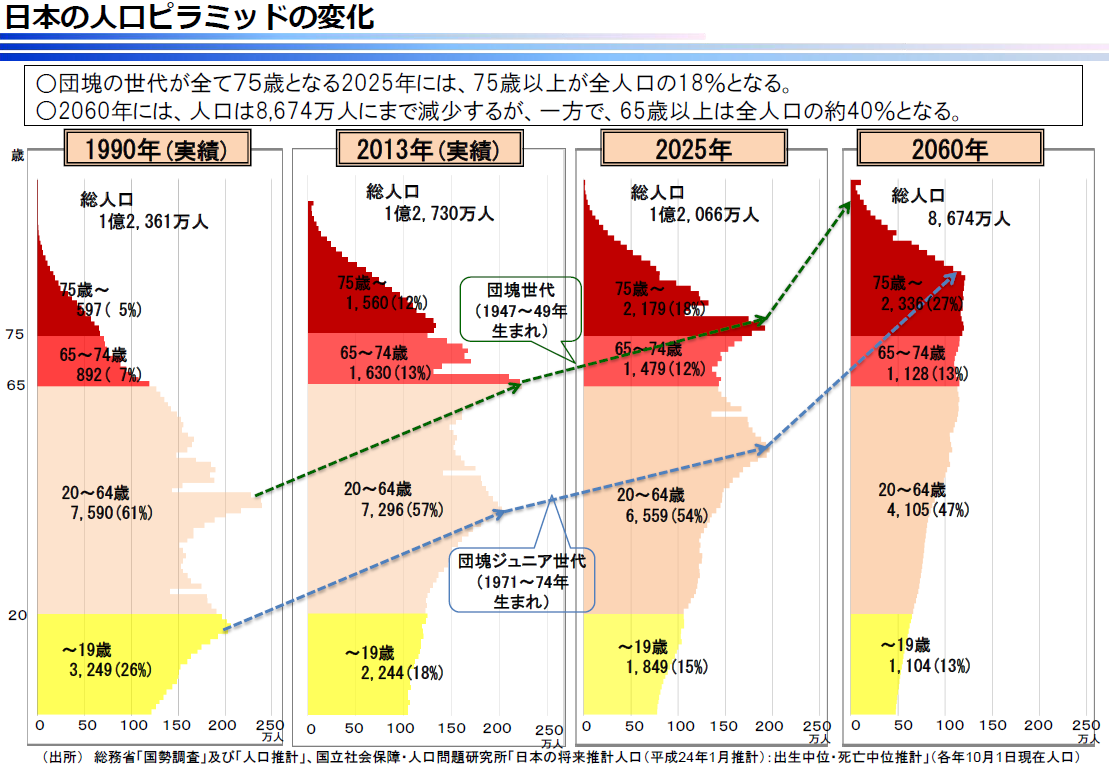 日本の人口ピラミッドの変化
○団塊の世代が全て75歳となる2025年には、75歳以上が全人口の18%となる。
○2060年には、人口は8,674万人にまで減少するが、一方で、65歳以上は全人口の約40%となる。
歳
75
65
20
1990年(実績)
総人口
1億2,361万人
75歳～
597( 5%)
65～74歳
892( 7%)
20～64歳
7,590(61%)
～19歳
3,249(26%)
0 50 100 150 200 250
万人
2013年(実績)
総人口
1億2,730万人
75歳～
1,560(12%)
65～74歳
1,630(13%)
20～64歳
7,296(57%)
～19歳
2,244(18%)
0 50 100 150 200 250
万人
団塊世代
(1947～49年
生まれ)
団塊ジュニア世代
(1971～74年
生まれ)
2025年
総人口
1億2,066万人
75歳～
2,179(18%)
65～74歳
1,479(12%)
20～64歳
6,559(54%)
～19歳
1,849(15%)
0 50 100 150 200 250
万人
2060年
総人口
8,674万人
75歳～
2,336(27%)
65～74歳
1,128(13%)
20～64歳
4,105(47%)
～19歳
1,104(13%)
0 50 100 150 200 250
万人
(出所) 総務省「国勢調査」及び「人口推計」、国立社会保障・人口問題研究所「日本の将来推計人口(平成24年1月推計):出生中位・死亡中位推計」(各年10月1日現在人口)